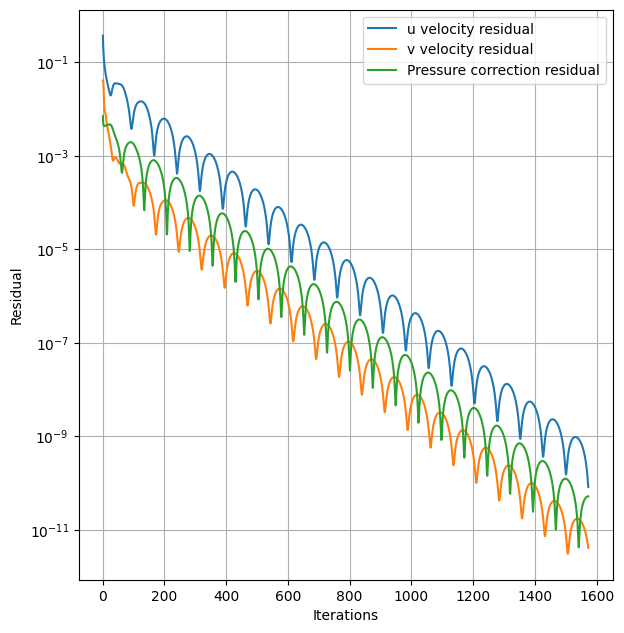 u velocity residual
v velocity residual
Pressure correction residual
Residual
10⁻¹
10⁻³
10⁻⁵
10⁻⁷
10⁻⁹
10⁻¹¹
0 200 400 600 800 1000 1200 1400 1600
Iterations